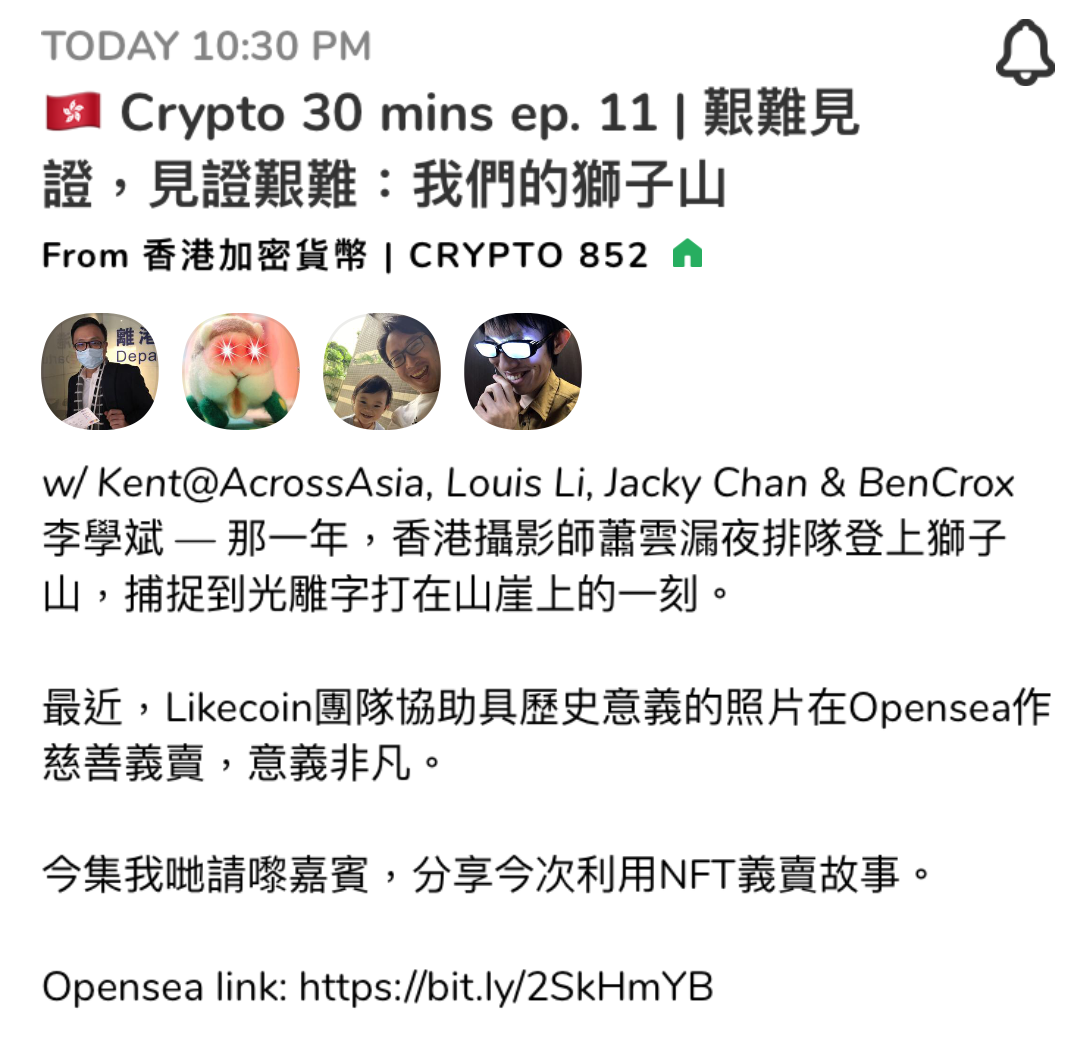 TODAY 10:30 PM
🇭🇰 Crypto 30 mins ep. 11 | 艱難見
證，見證艱難：我們的獅子山
From 香港加密貨幣 | CRYPTO 852
離港
Depa
w/ Kent@AcrossAsia, Louis Li, Jacky Chan & BenCrox
李學斌 — 那一年，香港攝影師蕭雲漏夜排隊登上獅子
山，捕捉到光雕字打在山崖上的一刻。
最近，Likecoin團隊協助具歷史意義的照片在Opensea作
慈善義賣，意義非凡。
今集我哋請嚟嘉賓，分享今次利用NFT義賣故事。
Opensea link: https://bit.ly/2SkHmYB